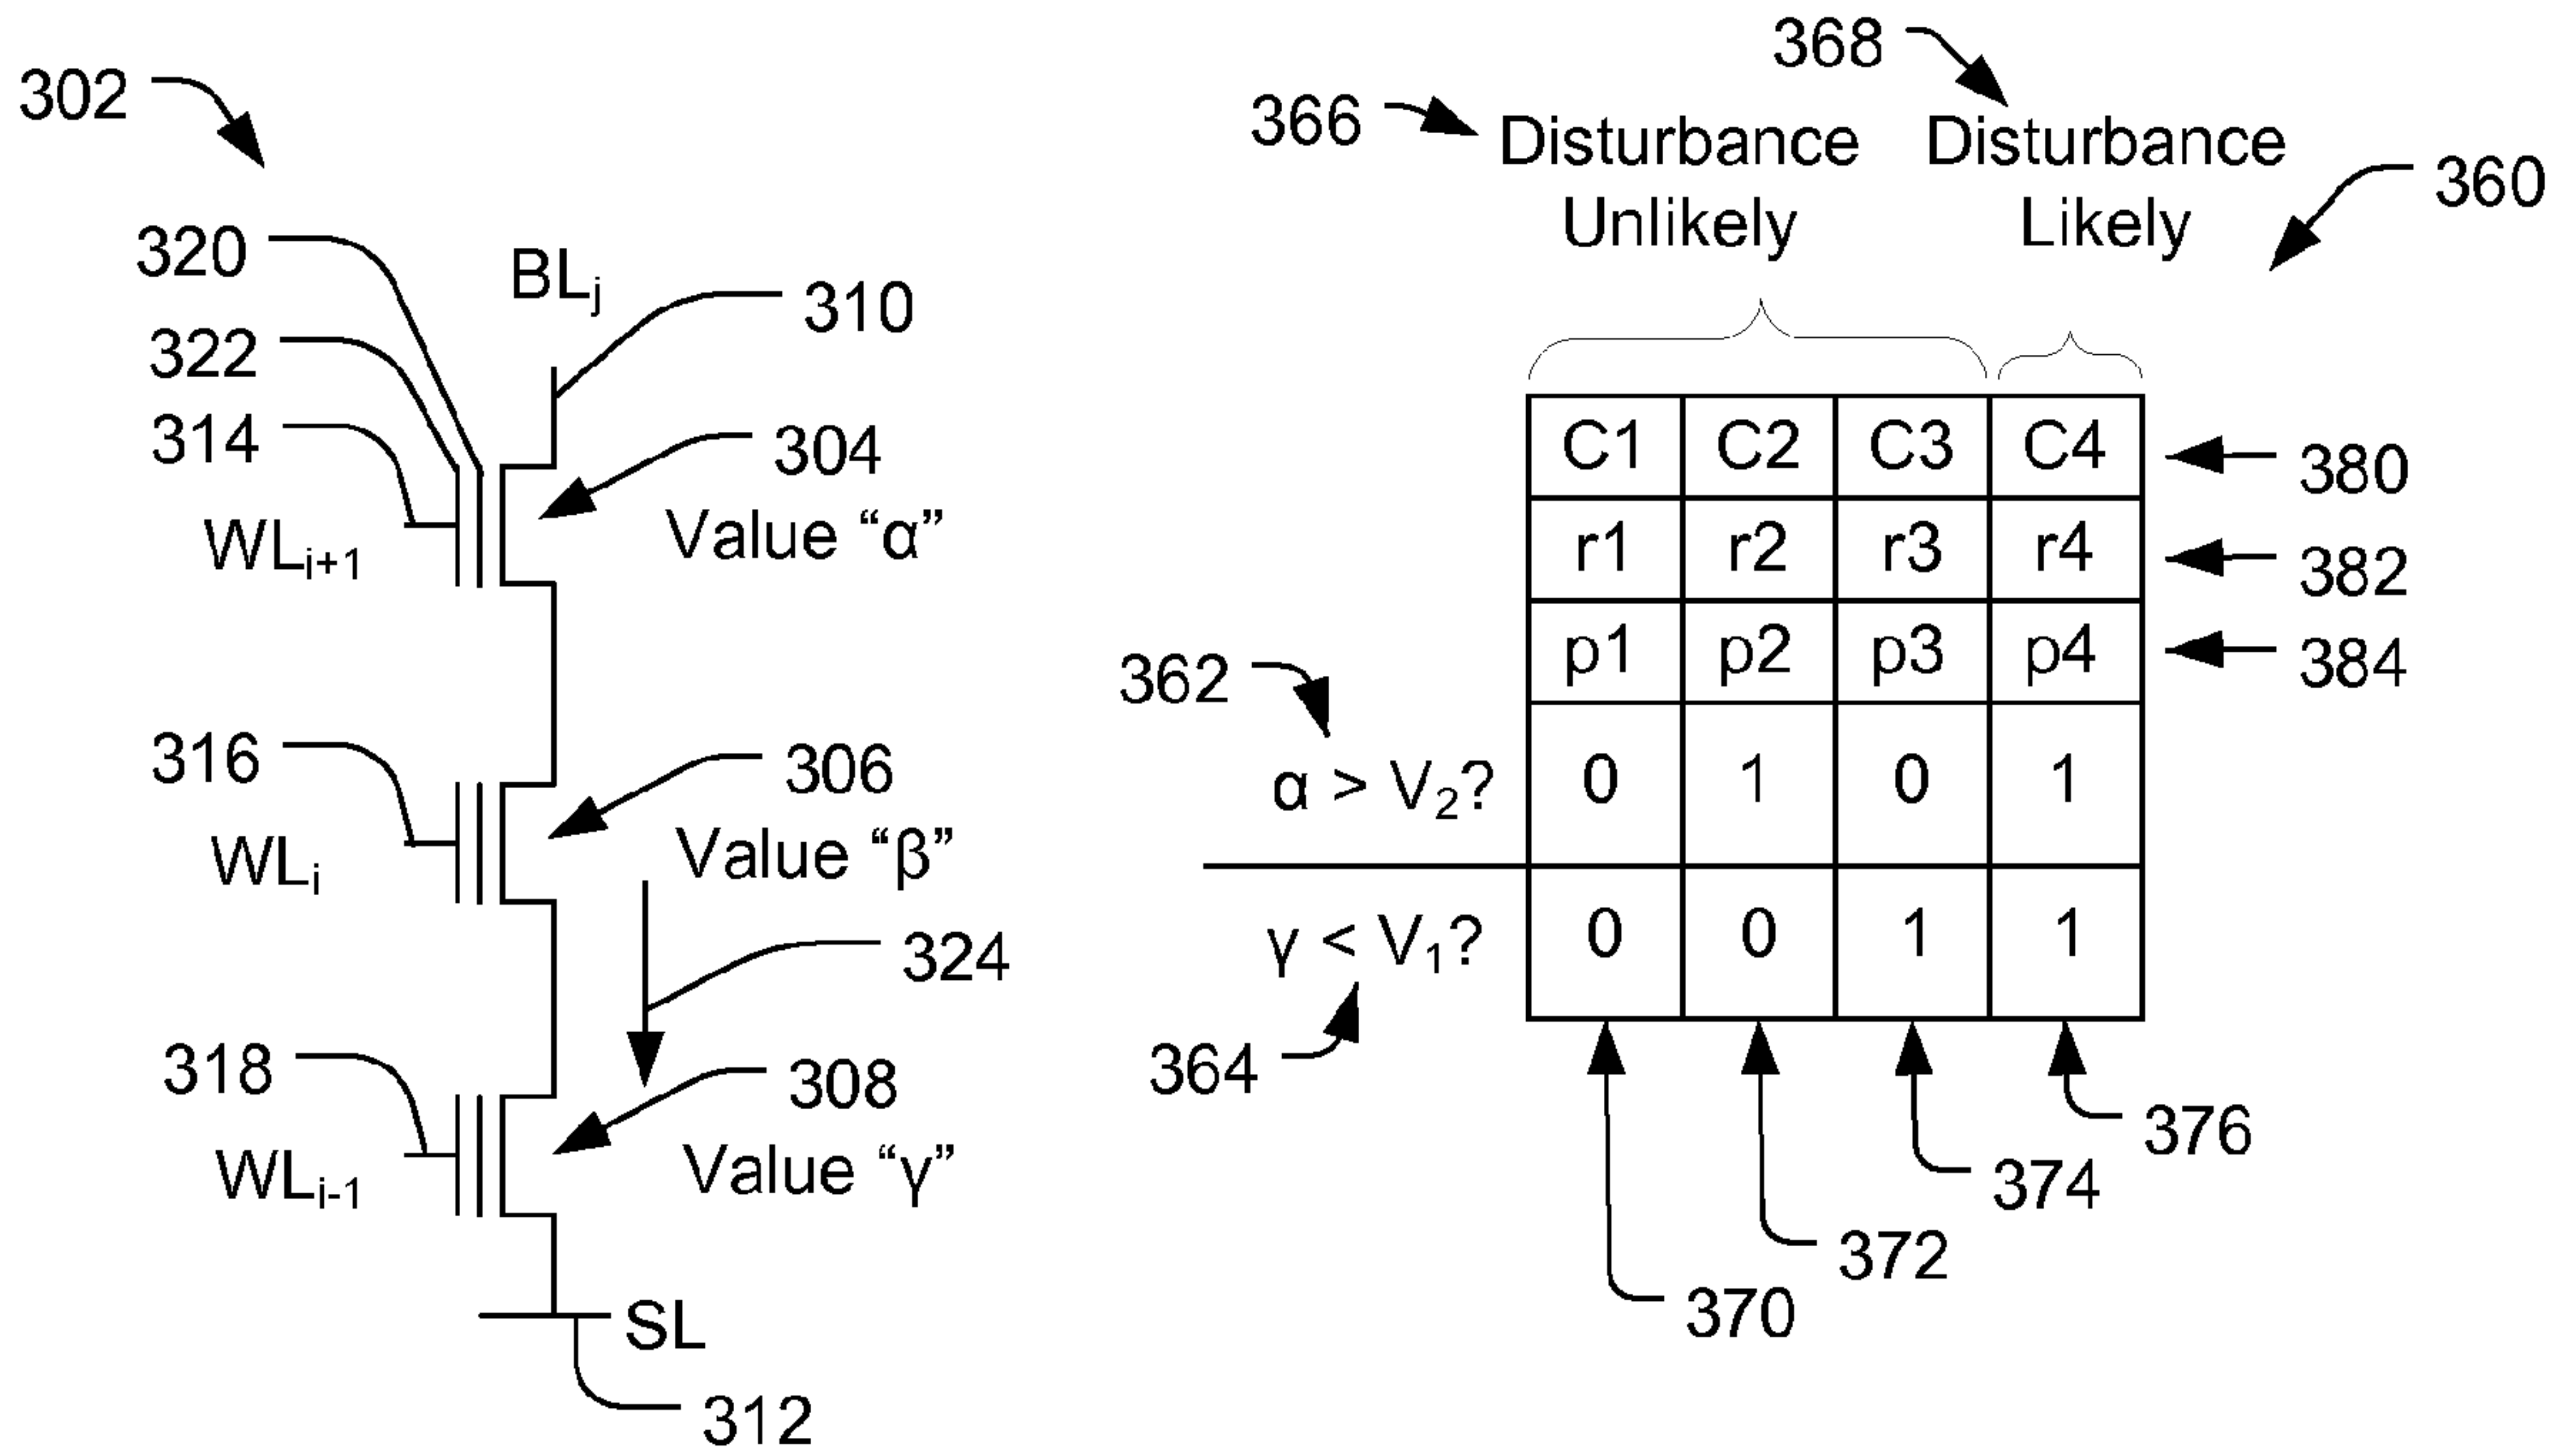 302
320
322
314
BLj
310
304
Value “α”
WLi+1
316
306
Value “β”
WLi
324
318
308
Value “γ”
WLi-1
SL
312
368
366
Disturbance Unlikely
Disturbance Likely
360
C1 C2 C3 C4
380
r1 r2 r3 r4
382
p1 p2 p3 p4
384
362
α > V2? 0 1 0 1
γ < V1? 0 0 1 1
364
376
374
372
370